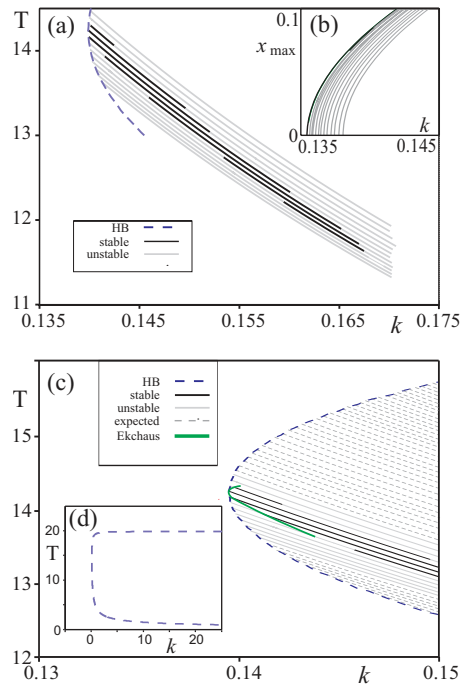 T
14
13
12
11
(a)
HB
stable
unstable
0.135
0.145
0.155
0.165
k
0.175
(b)
0.1
x max
0
k
0.135
0.145
T
15
14
13
12
(c)
HB
stable
unstable
expected
Ekchaus
(d)
T
20
10
0
0
10
k
20
0.13
0.14
k
0.15